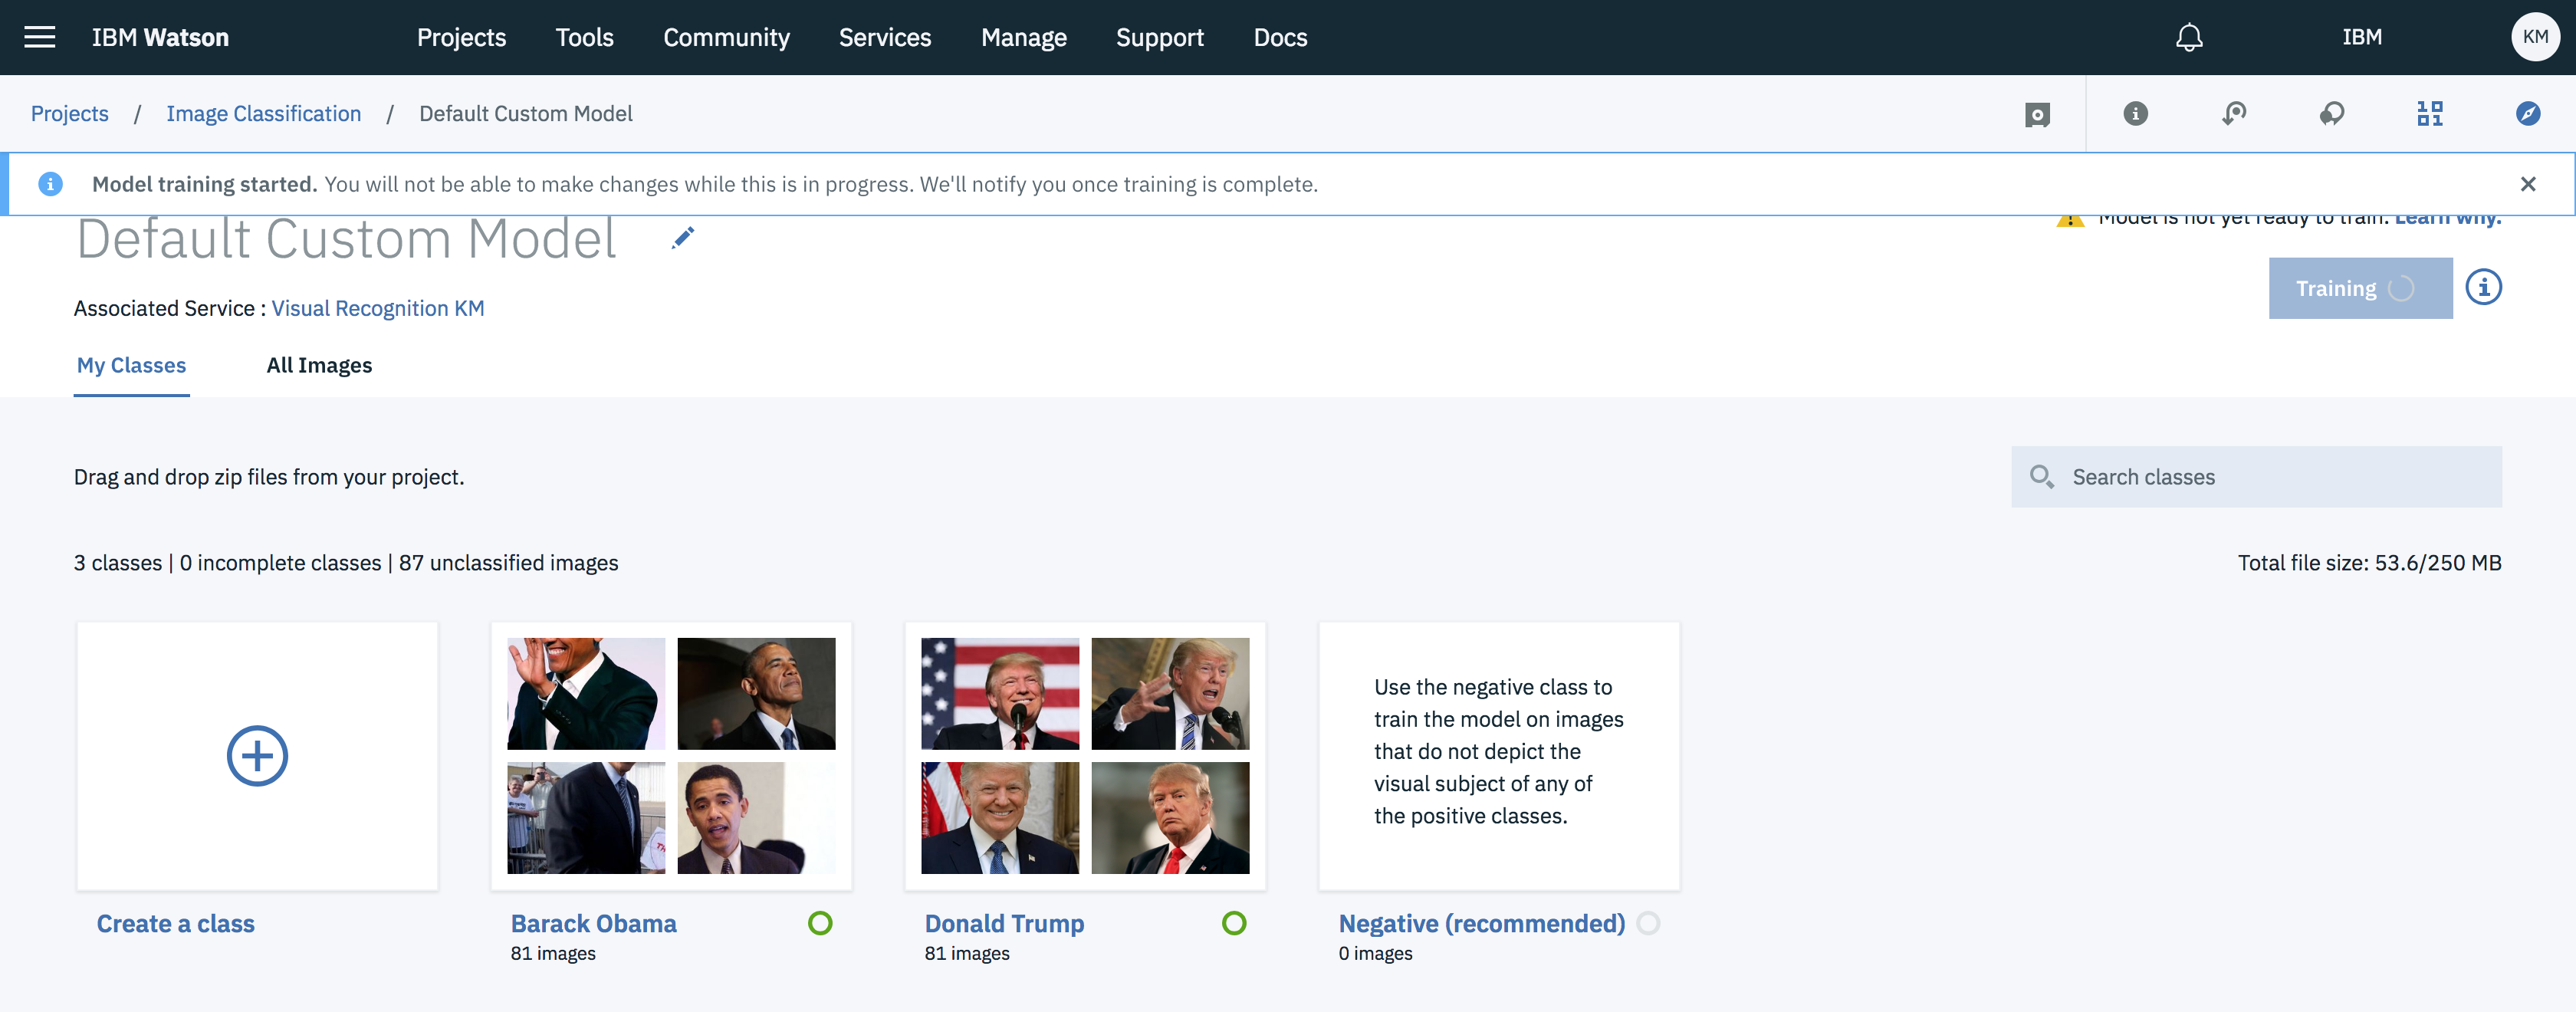 IBM Watson Projects Tools Community Services Manage Support Docs IBM KM
Projects / Image Classification / Default Custom Model
Model training started. You will not be able to make changes while this is in progress. We'll notify you once training is complete.
Model is not yet ready to train. Learn why.
Default Custom Model
Training
Associated Service : Visual Recognition KM
My Classes All Images
Drag and drop zip files from your project.
Search classes
3 classes | 0 incomplete classes | 87 unclassified images
Total file size: 53.6/250 MB
Use the negative class to
train the model on images
that do not depict the
visual subject of any of
the positive classes.
Create a class
Barack Obama
81 images
Donald Trump
81 images
Negative (recommended)
0 images